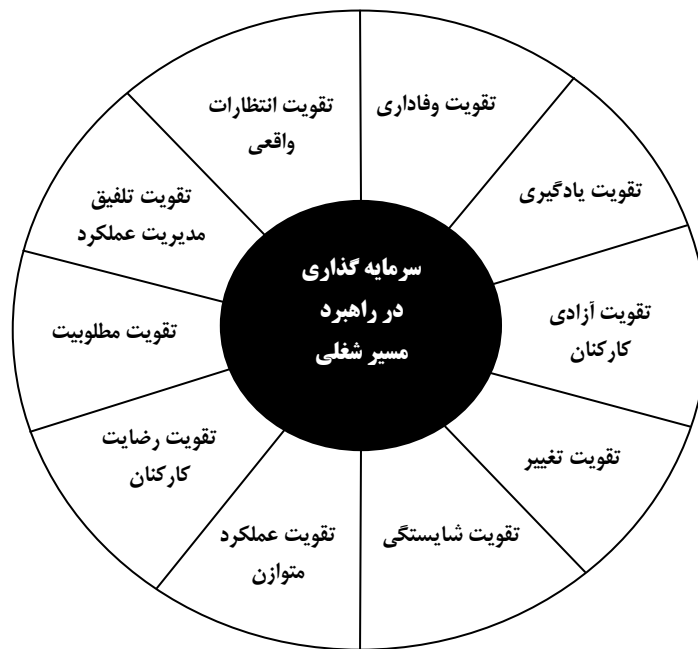 تقویت وفاداری
تقویت انتظارات
واقعی
تقویت یادگیری
تقویت تلفیق
مدیریت عملکرد
سرمایه گذاری
در راهبرد
مسیر شغلی
تقویت آزادی
کارکنان
تقویت مطلوبیت
تقویت رضایت
کارکنان
تقویت تغییر
تقویت شایستگی
تقویت عملکرد
متوازن